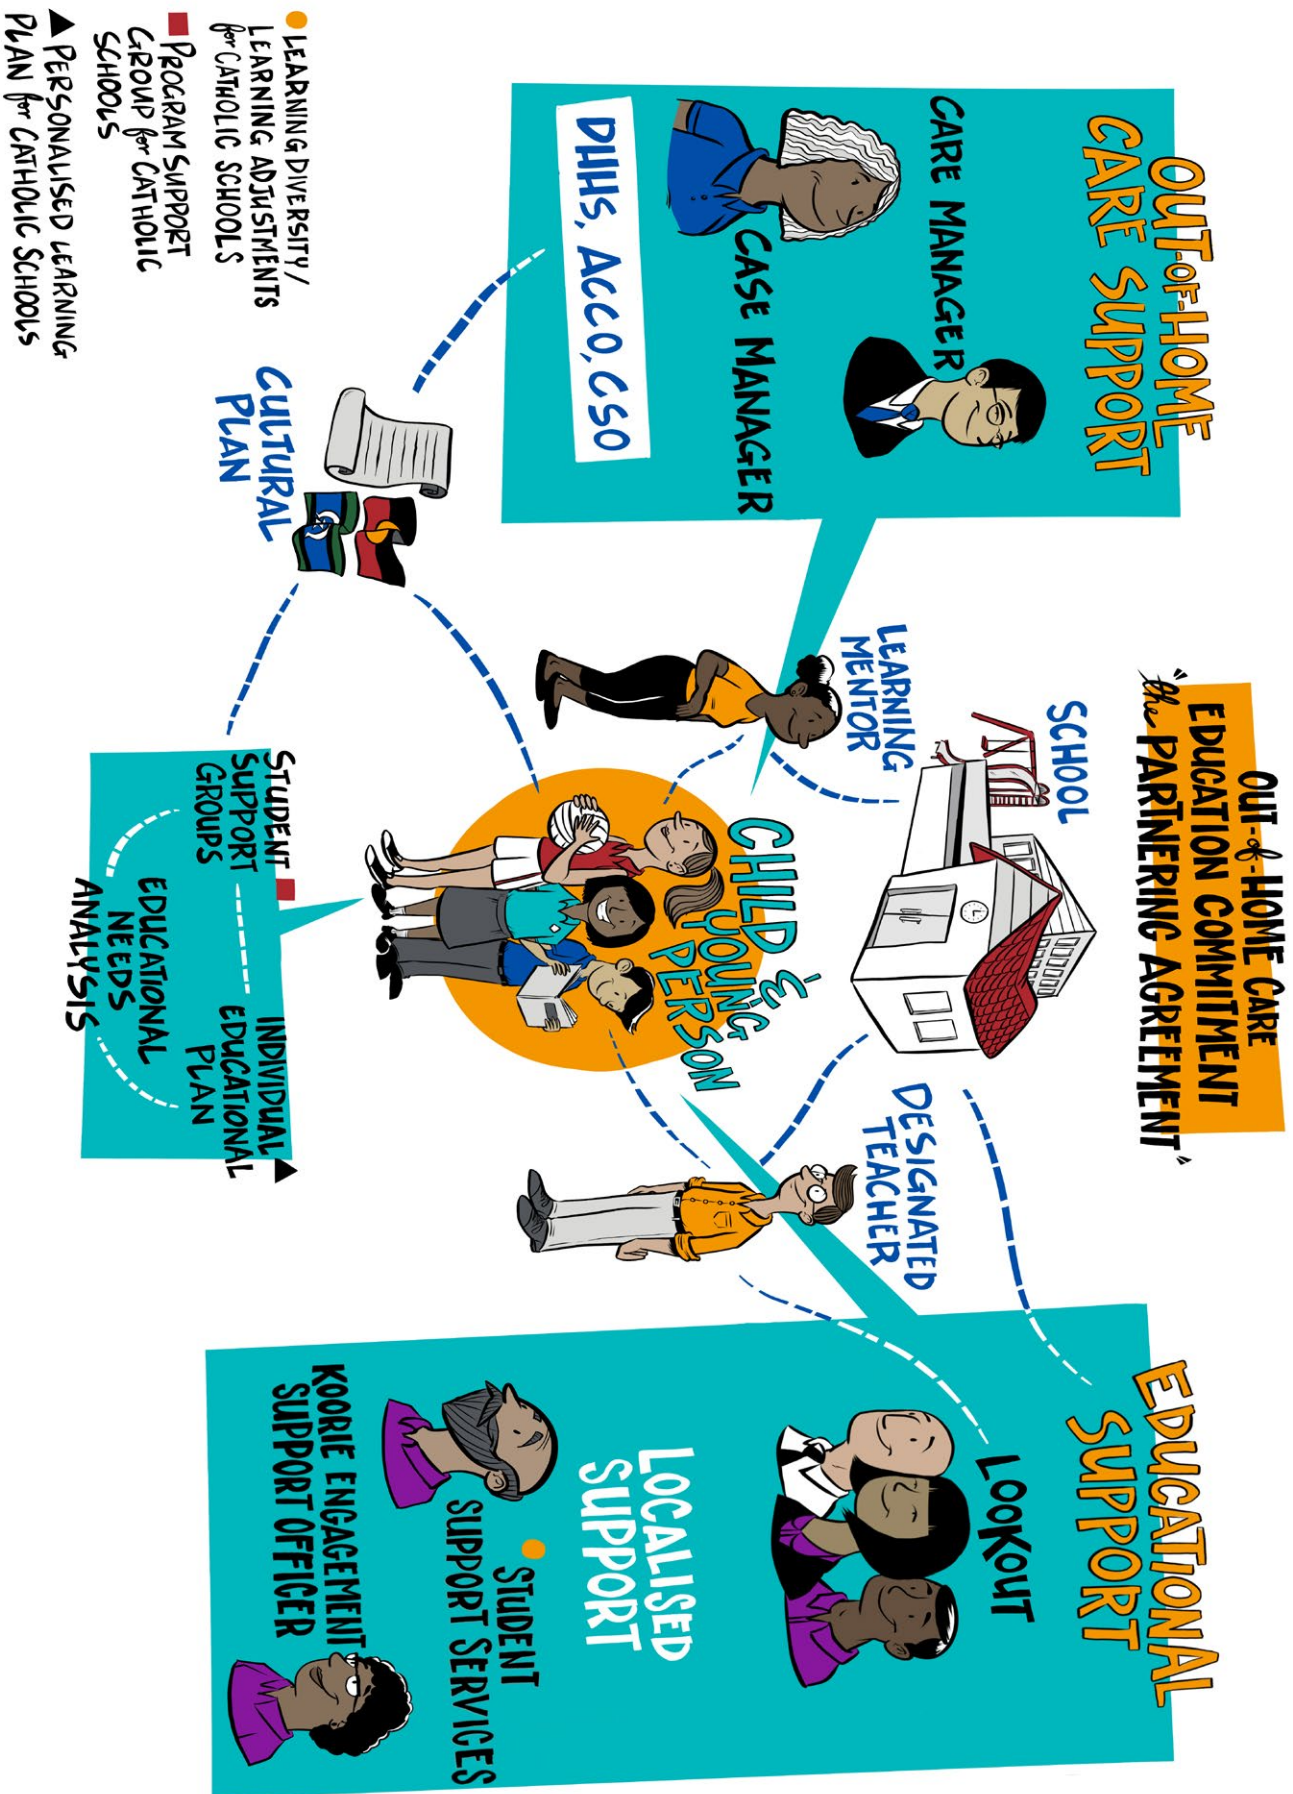 OUT-OF-HOME CARE
EDUCATION COMMITMENT
"the PARTNERING AGREEMENT"
OUT-OF-HOME
CARE SUPPORT
CARE MANAGER
CASE MANAGER
DHHS, ACCO, CSO
SCHOOL
LEARNING
MENTOR
DESIGNATED
TEACHER
CHILD &
YOUNG
PERSON
EDUCATIONAL
SUPPORT
LOOKOUT
LOCALISED
SUPPORT
STUDENT
SUPPORT SERVICES
KOORIE ENGAGEMENT
SUPPORT OFFICER
CULTURAL
PLAN
STUDENT
SUPPORT
GROUPS
INDIVIDUAL
EDUCATIONAL
PLAN
EDUCATIONAL
NEEDS
ANALYSIS
LEARNING DIVERSITY/
LEARNING ADJUSTMENTS
for CATHOLIC SCHOOLS
PROGRAM SUPPORT
GROUP for CATHOLIC
SCHOOLS
PERSONALISED LEARNING
PLAN for CATHOLIC SCHOOLS